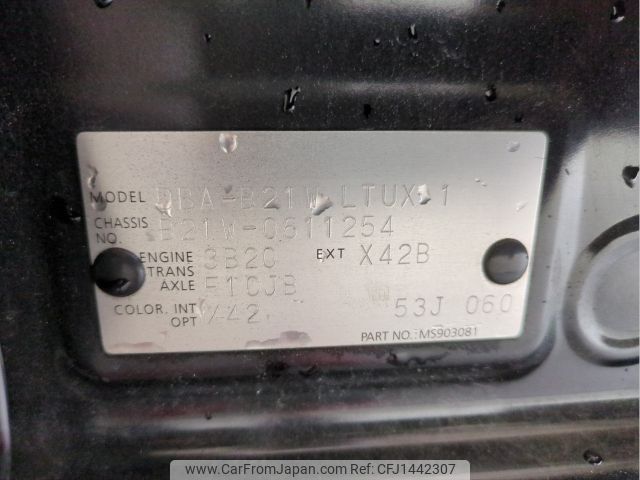 MODEL DBA-B21W LTUX 1
CHASSIS NO. B21W-0611254
ENGINE 3B20 EXT X42B
TRANS AXLE F1CJB
COLOR. INT X42
OPT 53J 060
PART NO.: MS903081
www.CarFromJapan.com Ref No: CFJ1442307